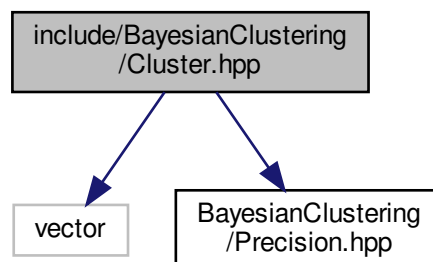 include/BayesianClustering
/Cluster.hpp
vector
BayesianClustering
/Precision.hpp